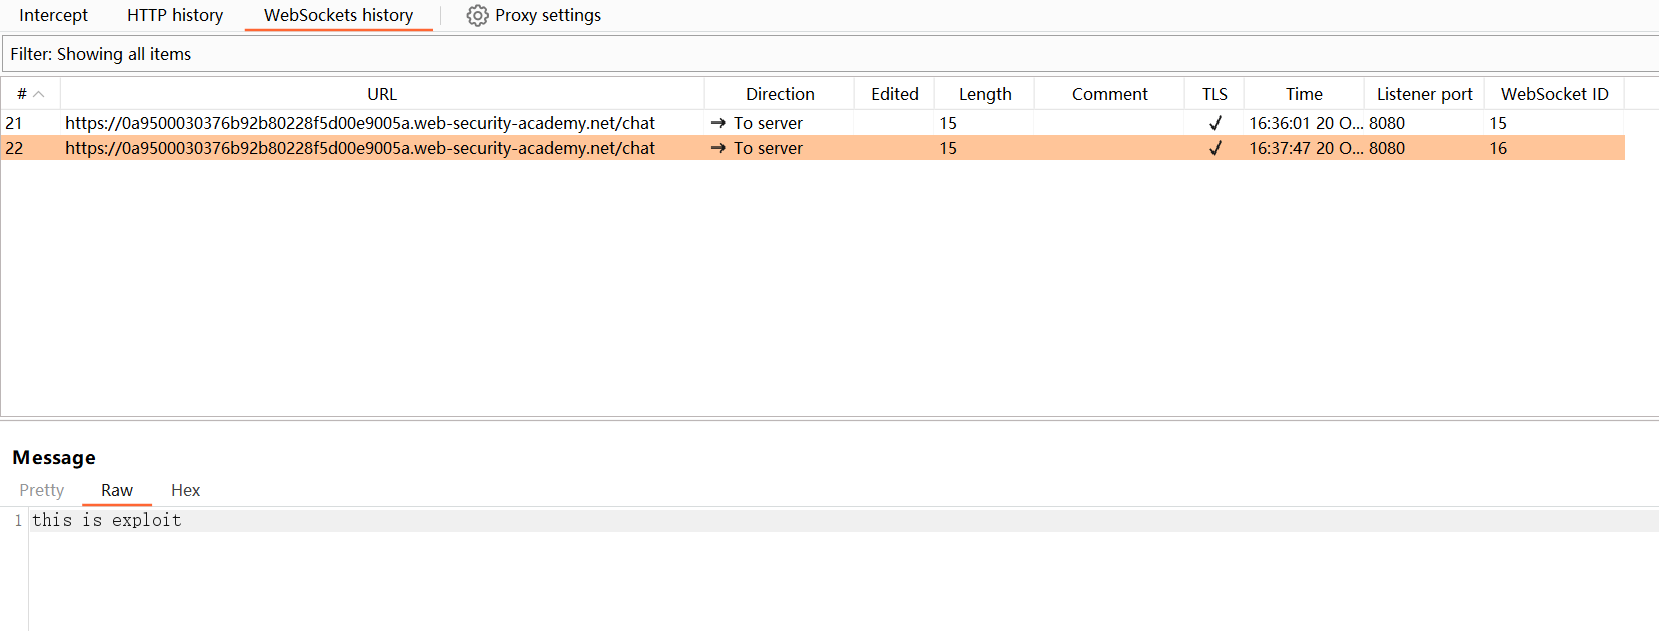 Intercept HTTP history WebSockets history Proxy settings
Filter: Showing all items
# URL Direction Edited Length Comment TLS Time Listener port WebSocket ID
21 https://0a9500030376b92b80228f5d00e9005a.web-security-academy.net/chat → To server 15 ✓ 16:36:01 20 O... 8080 15
22 https://0a9500030376b92b80228f5d00e9005a.web-security-academy.net/chat → To server 15 ✓ 16:37:47 20 O... 8080 16
Message
Pretty Raw Hex
1 this is exploit